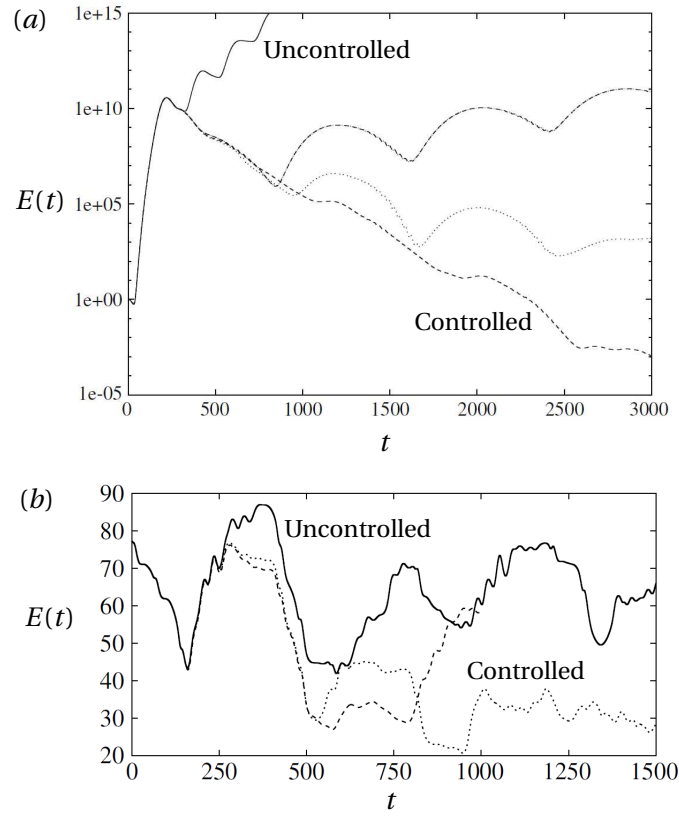 (a)
1e+15
Uncontrolled
1e+10
E(t)
1e+05
1e+00
Controlled
1e-05
0 500 1000 1500 2000 2500 3000
t
(b)
90
Uncontrolled
80
70
E(t)
60
50
Controlled
40
30
20
0 250 500 750 1000 1250 1500
t